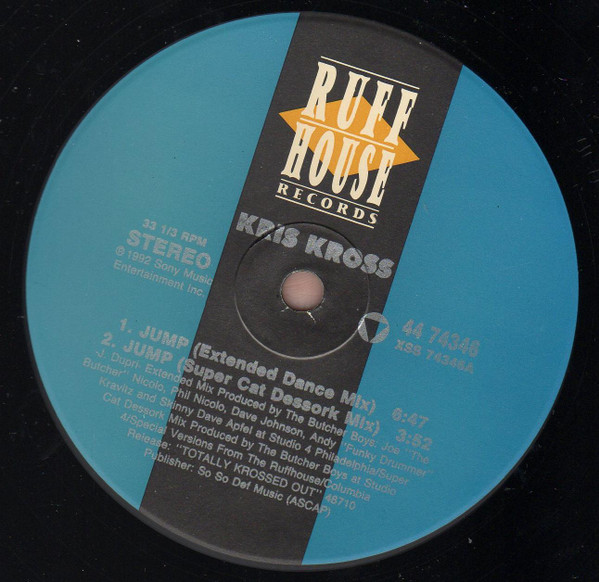 RUFF
HOUSE
RECORDS
KRIS KROSS
33 1/3 RPM
STEREO
©1992 Sony Music
Entertainment Inc.
44 74346
XSS 74346A
1. JUMP (Extended Dance Mix) 6:47
2. JUMP (Super Cat Dessork Mix) 3:52
-J. Dupri- Extended Mix Produced by The Butcher Boys: Joe "The
Butcher" Nicolo, Phil Nicolo, Dave Johnson, Andy "Funky Drummer"
Kravitz and Skinny Dave Apfel at Studio 4 Philadelphia/Super
Cat Dessork Mix Produced by The Butcher Boys at Studio
4/Special Versions From The Ruffhouse/Columbia
Release: "TOTALLY KROSSED OUT" 48710
Publisher: So So Def Music (ASCAP)